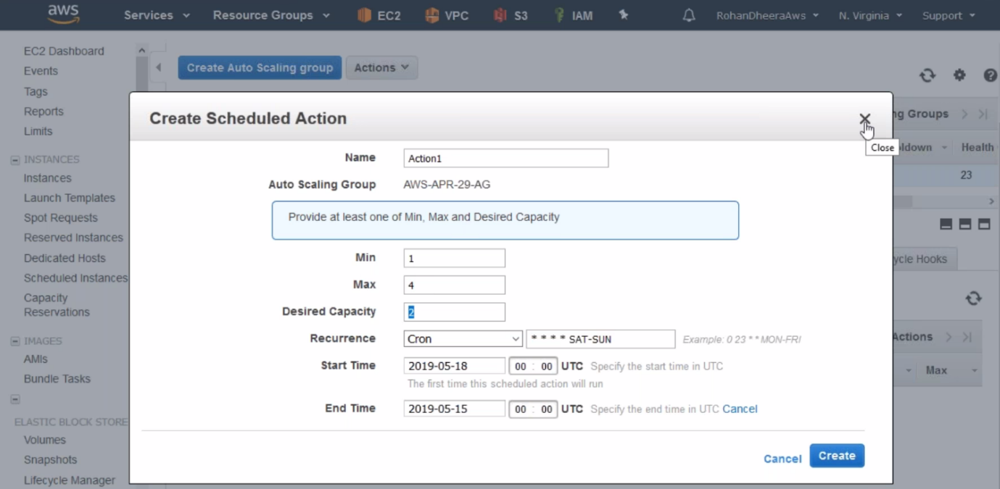 aws Services Resource Groups EC2 VPC S3 IAM RohanDheeraAws N. Virginia Support
EC2 Dashboard
Events
Tags
Reports
Limits
INSTANCES
Instances
Launch Templates
Spot Requests
Reserved Instances
Dedicated Hosts
Scheduled Instances
Capacity
Reservations
IMAGES
AMIs
Bundle Tasks
ELASTIC BLOCK STORE
Volumes
Snapshots
Lifecycle Manager
Create Auto Scaling group Actions
Create Scheduled Action
Close
Name Action1
Auto Scaling Group AWS-APR-29-AG
Provide at least one of Min, Max and Desired Capacity
Min 1
Max 4
Desired Capacity 2
Recurrence Cron * * * * SAT-SUN Example: 0 23 * * MON-FRI
Start Time 2019-05-18 00 : 00 UTC Specify the start time in UTC
The first time this scheduled action will run
End Time 2019-05-15 00 : 00 UTC Specify the end time in UTC Cancel
Cancel Create
ng Groups
ldown Health
23
ycle Hooks
Actions
Max